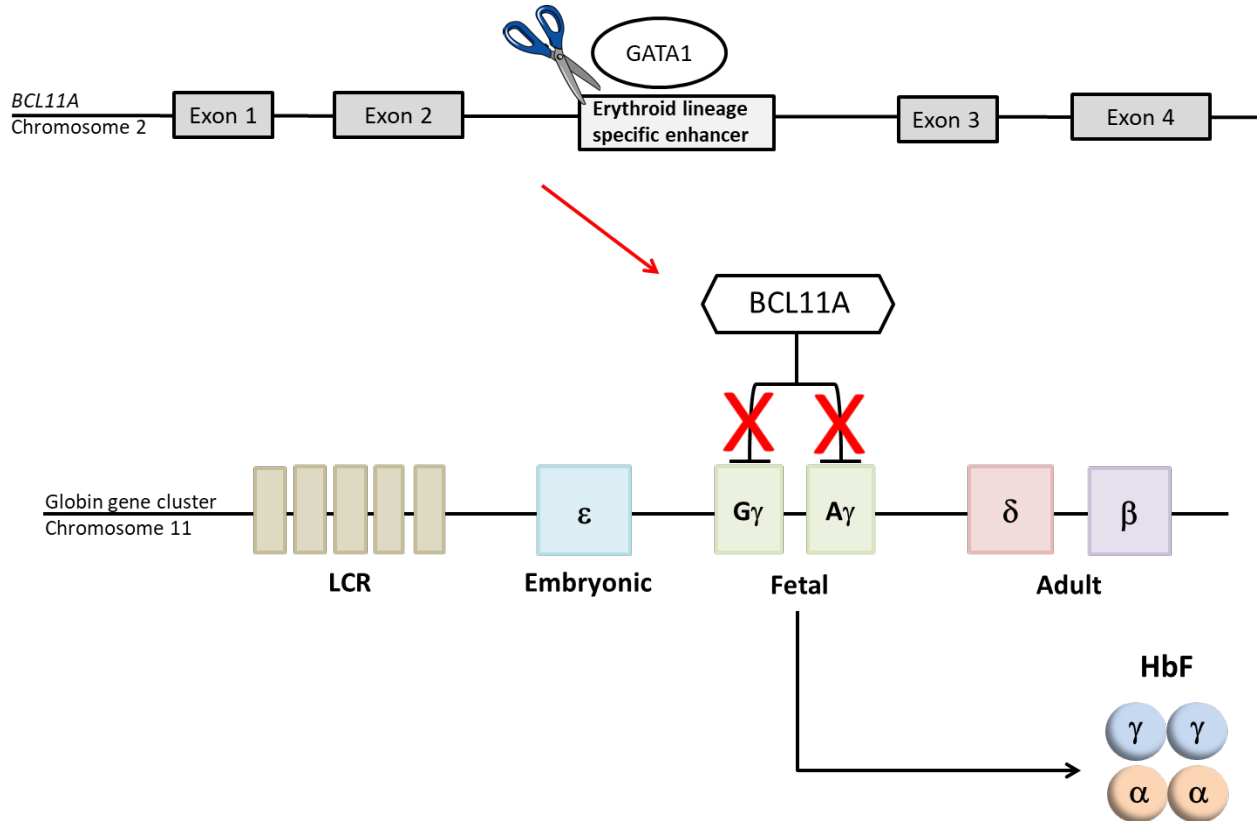 GATA1
BCL11A
Chromosome 2
Exon 1
Exon 2
Erythroid lineage
specific enhancer
Exon 3
Exon 4
BCL11A
X X
Globin gene cluster
Chromosome 11
ε
Gγ
Aγ
δ
β
LCR
Embryonic
Fetal
Adult
HbF
γ γ
α α